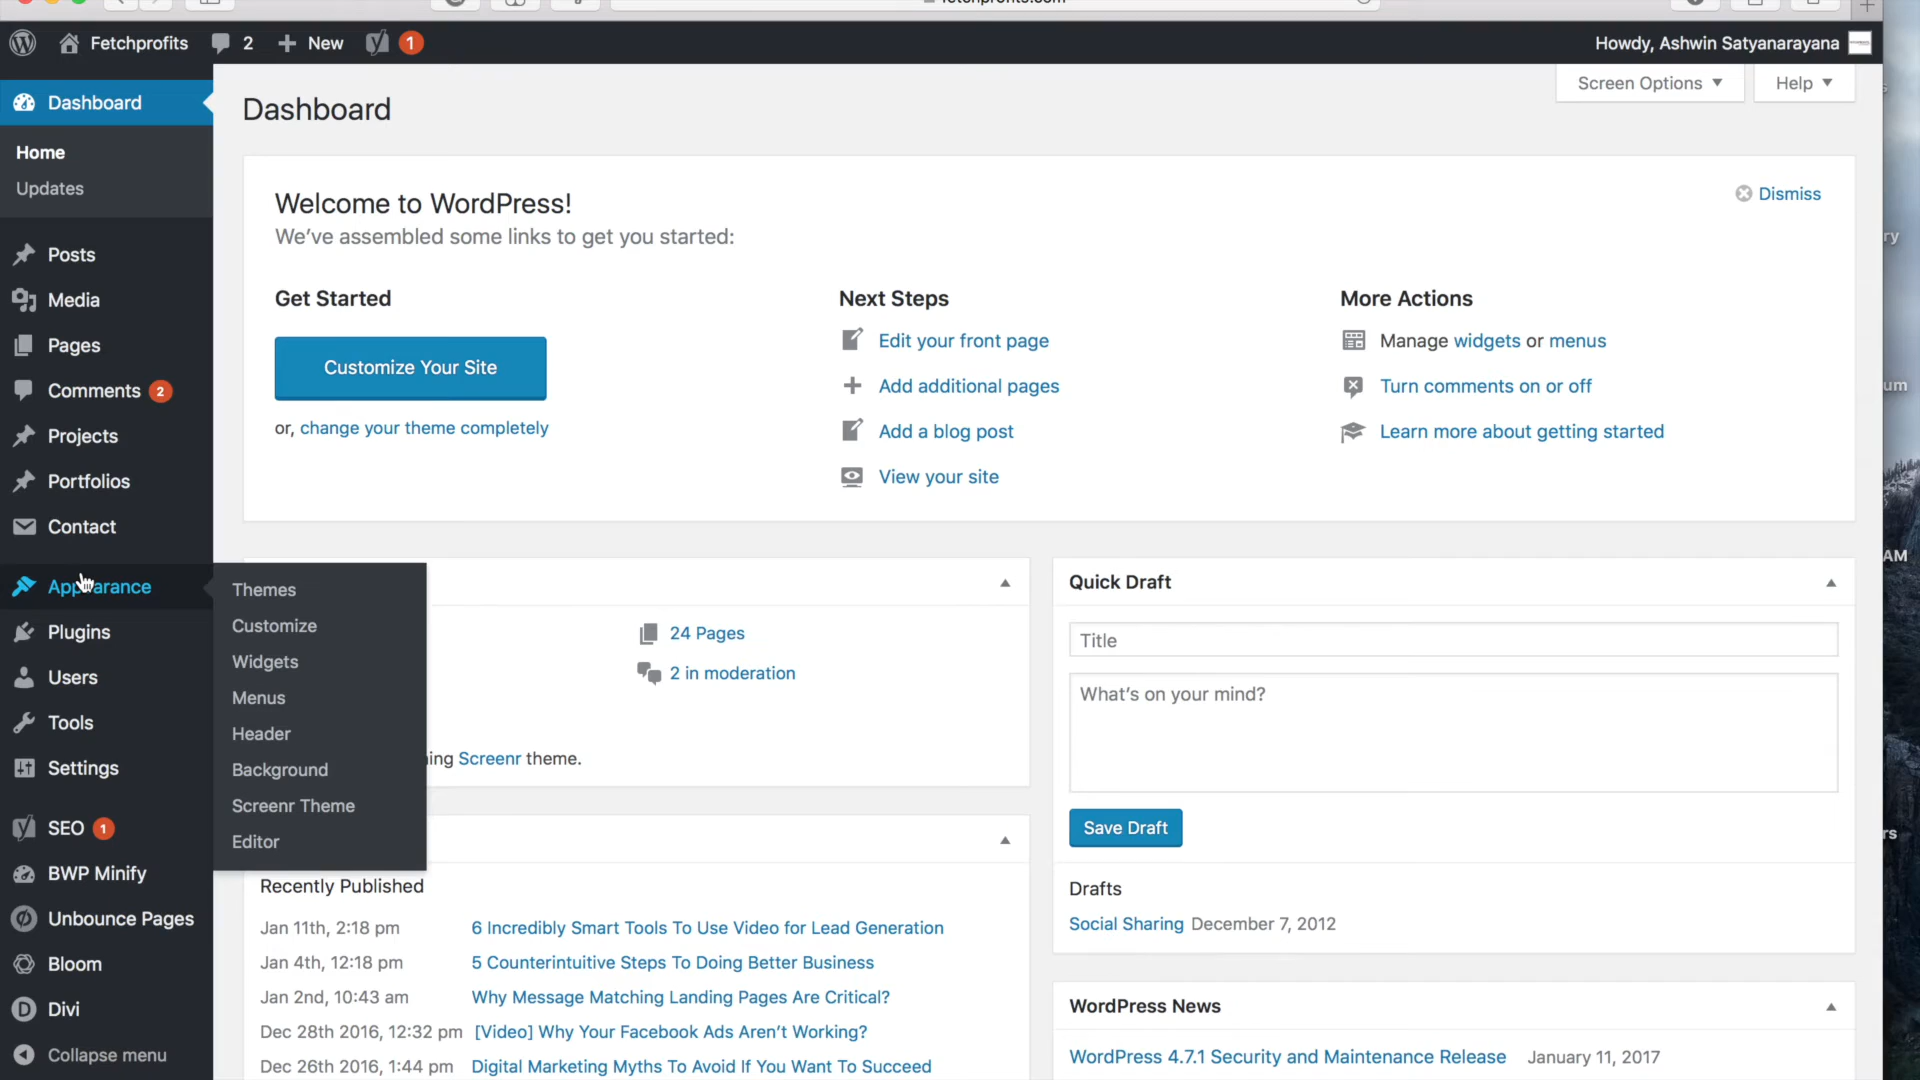 Fetchprofits 2 New 1
Howdy, Ashwin Satyanarayana
Screen Options Help
Dashboard
Home
Updates
Posts
Media
Pages
Comments 2
Projects
Portfolios
Contact
Appearance
Plugins
Users
Tools
Settings
SEO 1
BWP Minify
Unbounce Pages
Bloom
Divi
Collapse menu
Themes
Customize
Widgets
Menus
Header
Background
Screenr Theme
Editor
Dashboard
Welcome to WordPress!
We've assembled some links to get you started:
Dismiss
Get Started
Customize Your Site
or, change your theme completely
Next Steps
Edit your front page
Add additional pages
Add a blog post
View your site
More Actions
Manage widgets or menus
Turn comments on or off
Learn more about getting started
24 Pages
2 in moderation
Screenr theme.
Recently Published
Jan 11th, 2:18 pm 6 Incredibly Smart Tools To Use Video for Lead Generation
Jan 4th, 12:18 pm 5 Counterintuitive Steps To Doing Better Business
Jan 2nd, 10:43 am Why Message Matching Landing Pages Are Critical?
Dec 28th 2016, 12:32 pm [Video] Why Your Facebook Ads Aren't Working?
Dec 26th 2016, 1:44 pm Digital Marketing Myths To Avoid If You Want To Succeed
Quick Draft
Title
What's on your mind?
Save Draft
Drafts
Social Sharing December 7, 2012
WordPress News
WordPress 4.7.1 Security and Maintenance Release January 11, 2017
AM